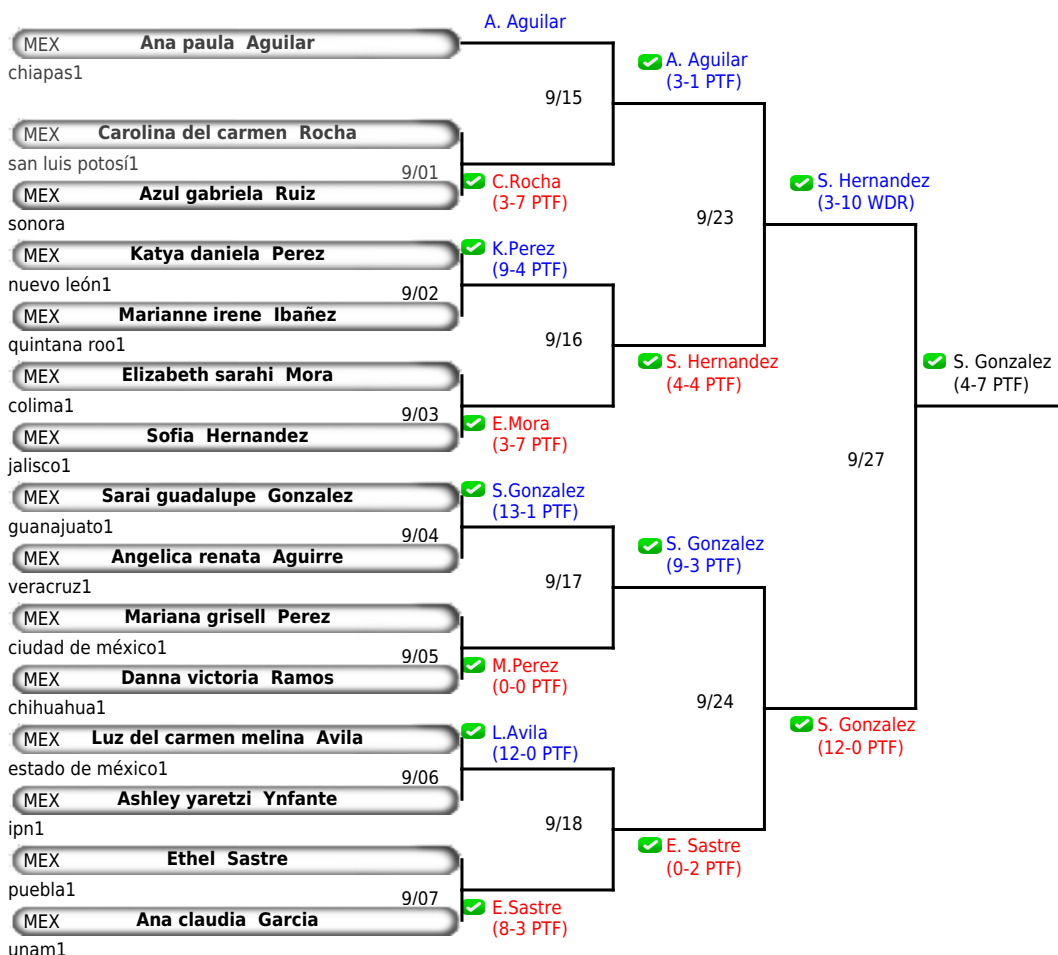 A. Aguilar
MEX Ana paula Aguilar
chiapas1
A. Aguilar
(3-1 PTF)
9/15
MEX Carolina del carmen Rocha
san luis potosí1
9/01
C.Rocha
(3-7 PTF)
MEX Azul gabriela Ruiz
sonora
S. Hernandez
(3-10 WDR)
9/23
MEX Katya daniela Perez
nuevo león1
K.Perez
(9-4 PTF)
9/02
MEX Marianne irene Ibañez
quintana roo1
9/16
S. Hernandez
(4-4 PTF)
S. Gonzalez
(4-7 PTF)
MEX Elizabeth sarahi Mora
colima1
9/03
E.Mora
(3-7 PTF)
MEX Sofia Hernandez
jalisco1
9/27
MEX Sarai guadalupe Gonzalez
guanajuato1
S.Gonzalez
(13-1 PTF)
9/04
MEX Angelica renata Aguirre
veracruz1
S. Gonzalez
(9-3 PTF)
9/17
MEX Mariana grisell Perez
ciudad de méxico1
9/05
M.Perez
(0-0 PTF)
MEX Danna victoria Ramos
chihuahua1
9/24
S. Gonzalez
(12-0 PTF)
MEX Luz del carmen melina Avila
estado de méxico1
L.Avila
(12-0 PTF)
9/06
MEX Ashley yaretzi Ynfante
ipn1
9/18
E. Sastre
(0-2 PTF)
MEX Ethel Sastre
puebla1
9/07
E.Sastre
(8-3 PTF)
MEX Ana claudia Garcia
unam1